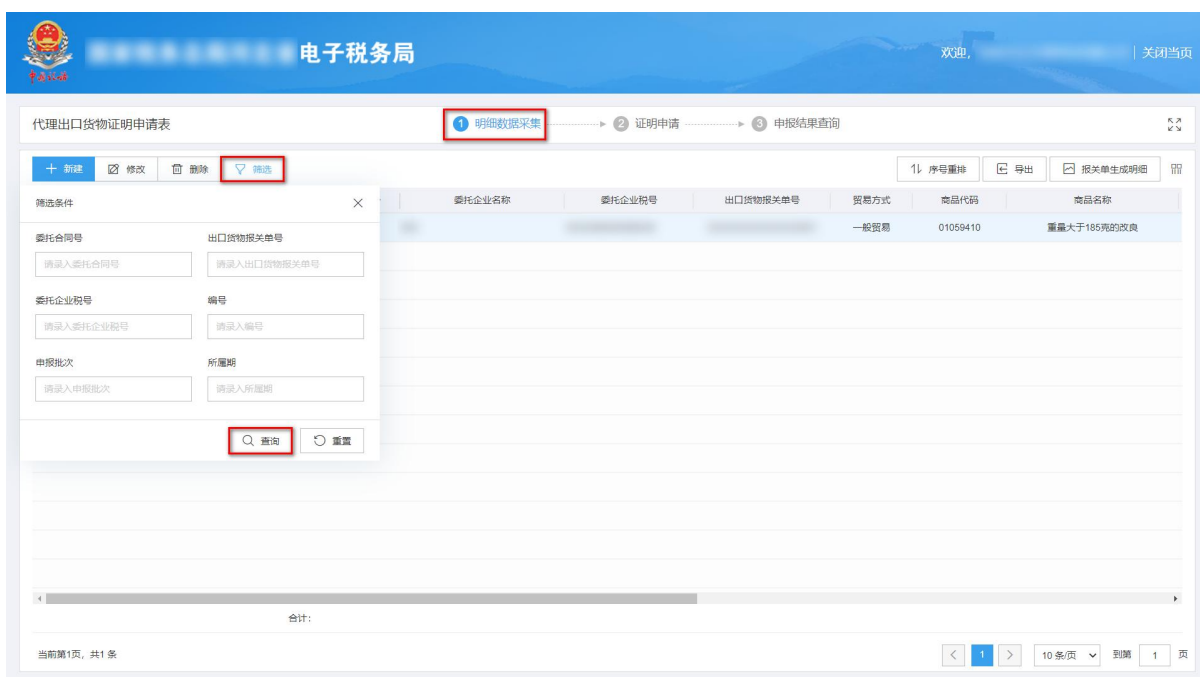 中国税务
电子税务局
欢迎,
关闭当页
代理出口货物证明申请表
1 明细数据采集
2 证明申请
3 申报结果查询
新建 修改 删除 筛选
序号重排 导出 报关单生成明细
筛选条件
委托企业名称 委托企业税号 出口货物报关单号 贸易方式 商品代码 商品名称
一般贸易 01059410 重量大于185克的改良
委托合同号 出口货物报关单号
请录入委托合同号 请录入出口货物报关单号
委托企业税号 编号
请录入委托企业税号 请录入编号
申报批次 所属期
请录入申报批次 请录入所属期
查询 重置
合计:
当前第1页, 共1 条
1
10 条/页
到第 1 页